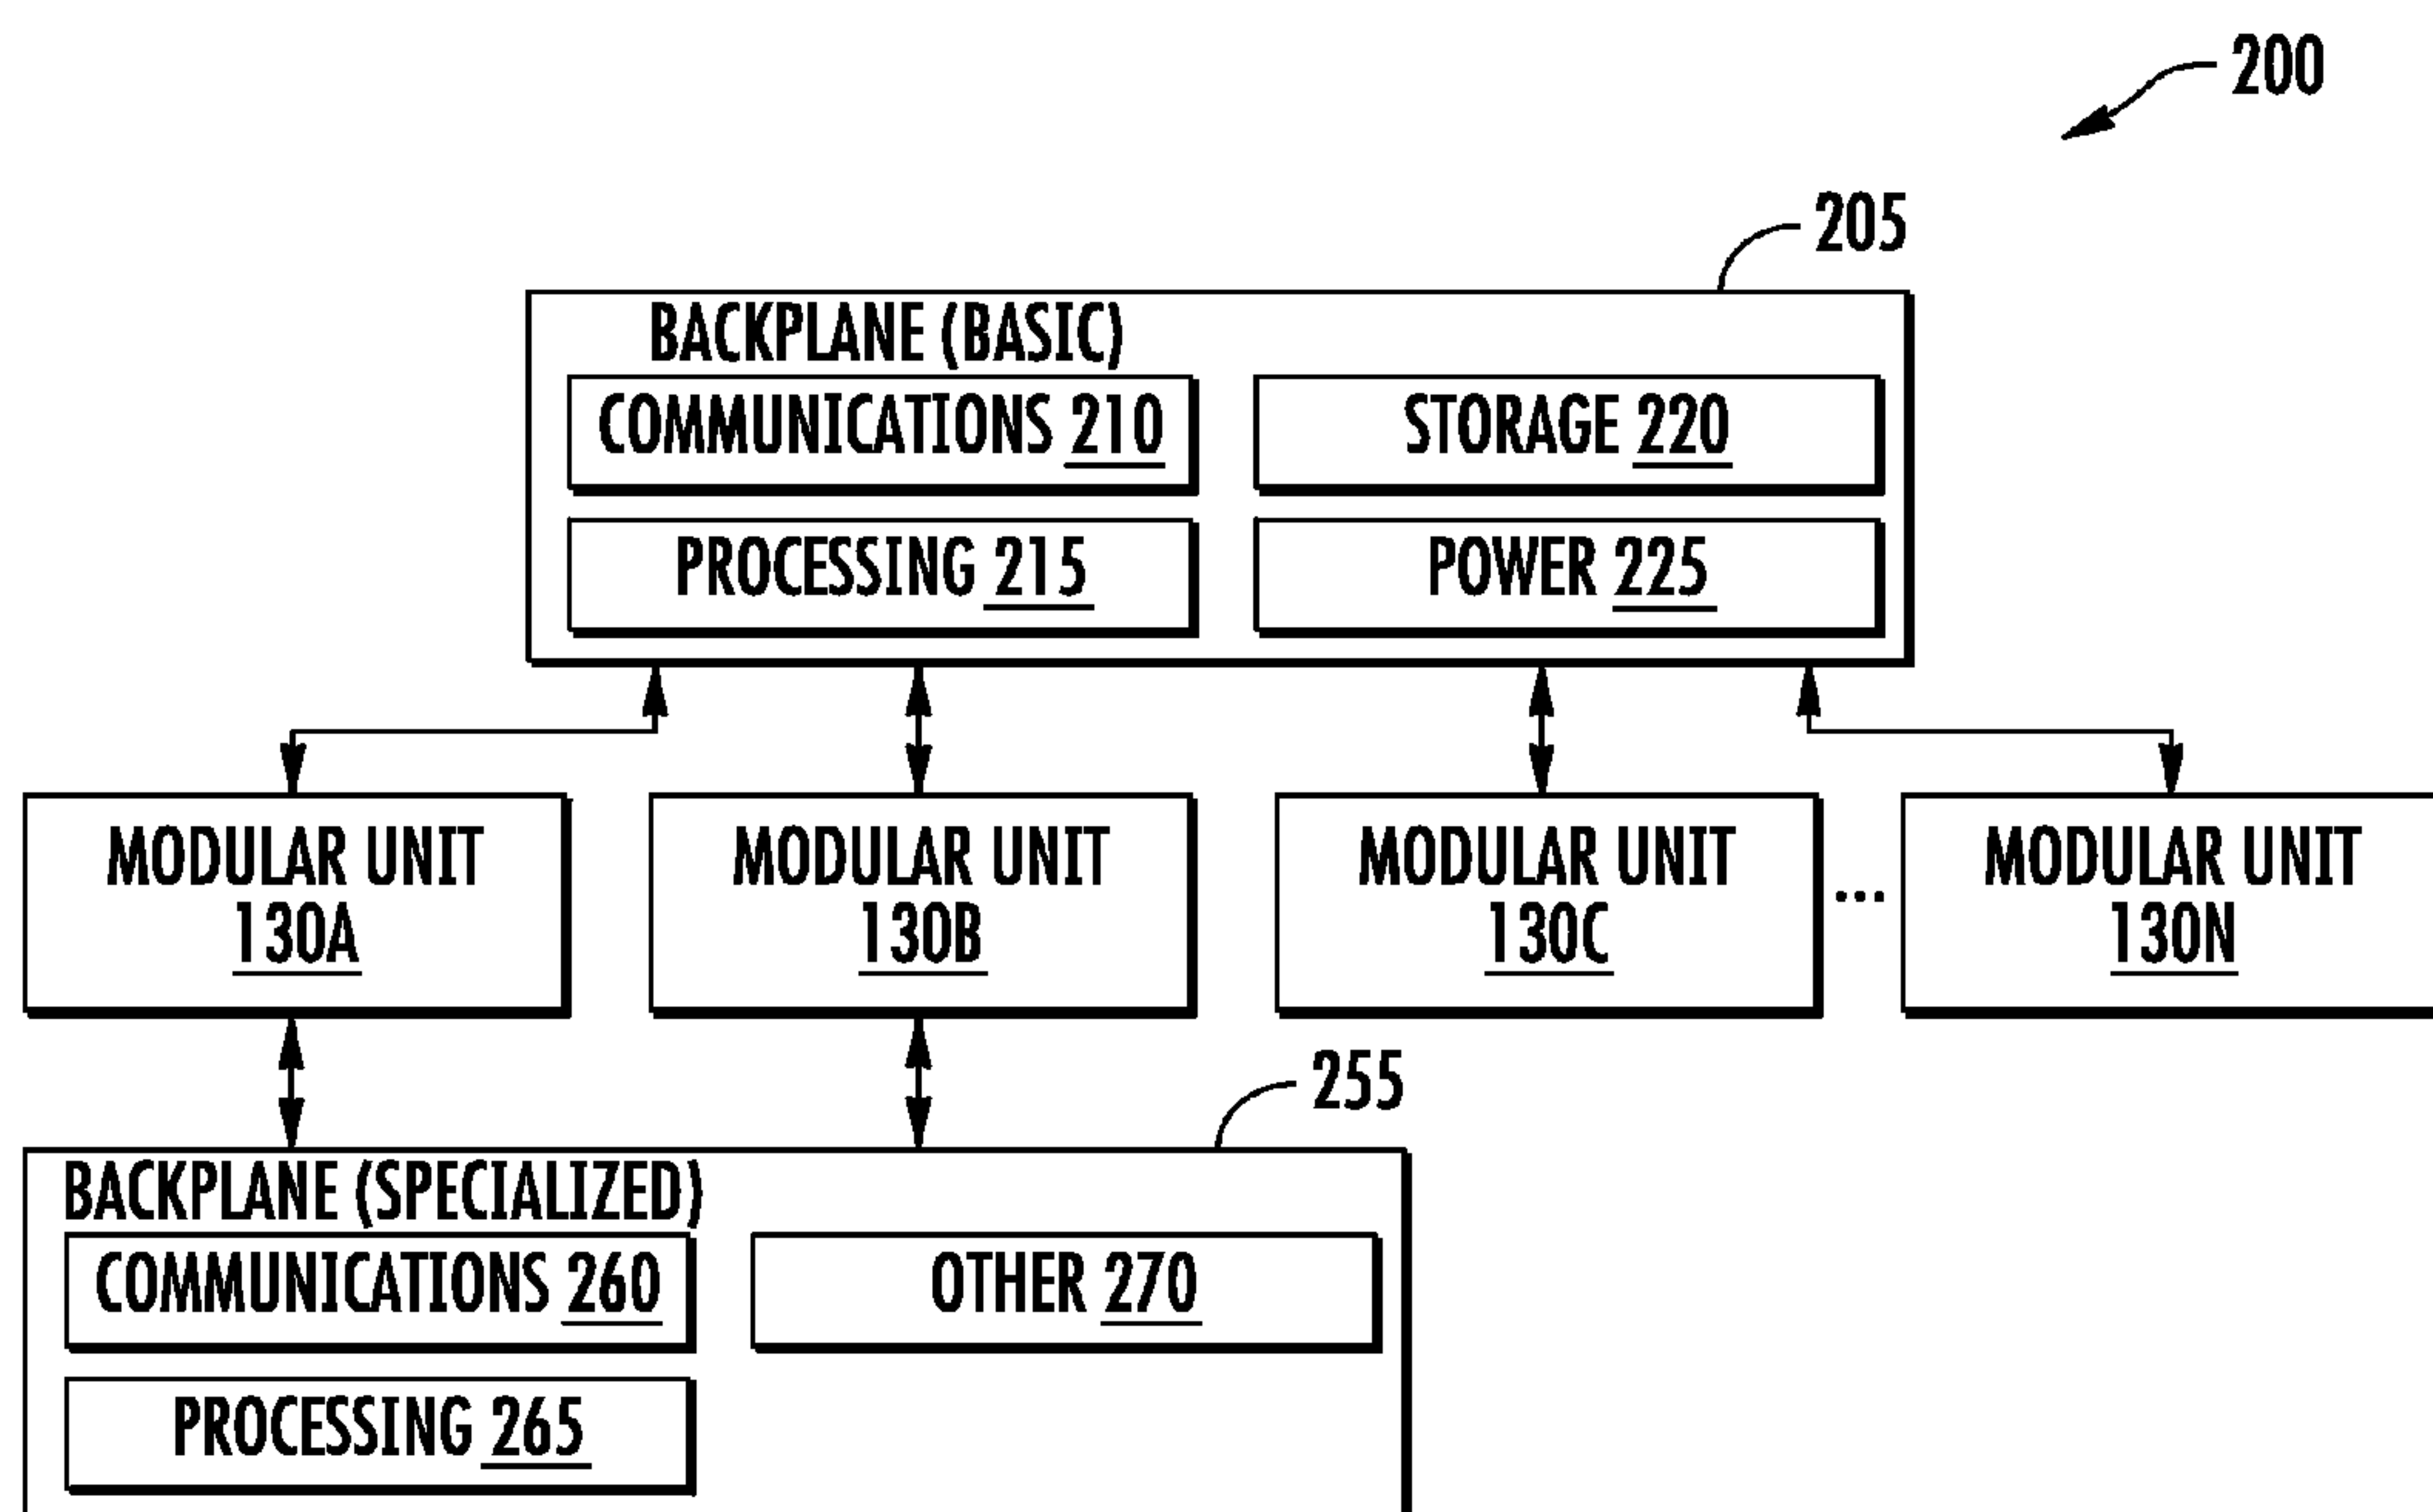 200
205
BACKPLANE (BASIC)
COMMUNICATIONS 210
STORAGE 220
PROCESSING 215
POWER 225
MODULAR UNIT
130A
MODULAR UNIT
130B
MODULAR UNIT
130C
...
MODULAR UNIT
130N
255
BACKPLANE (SPECIALIZED)
COMMUNICATIONS 260
OTHER 270
PROCESSING 265